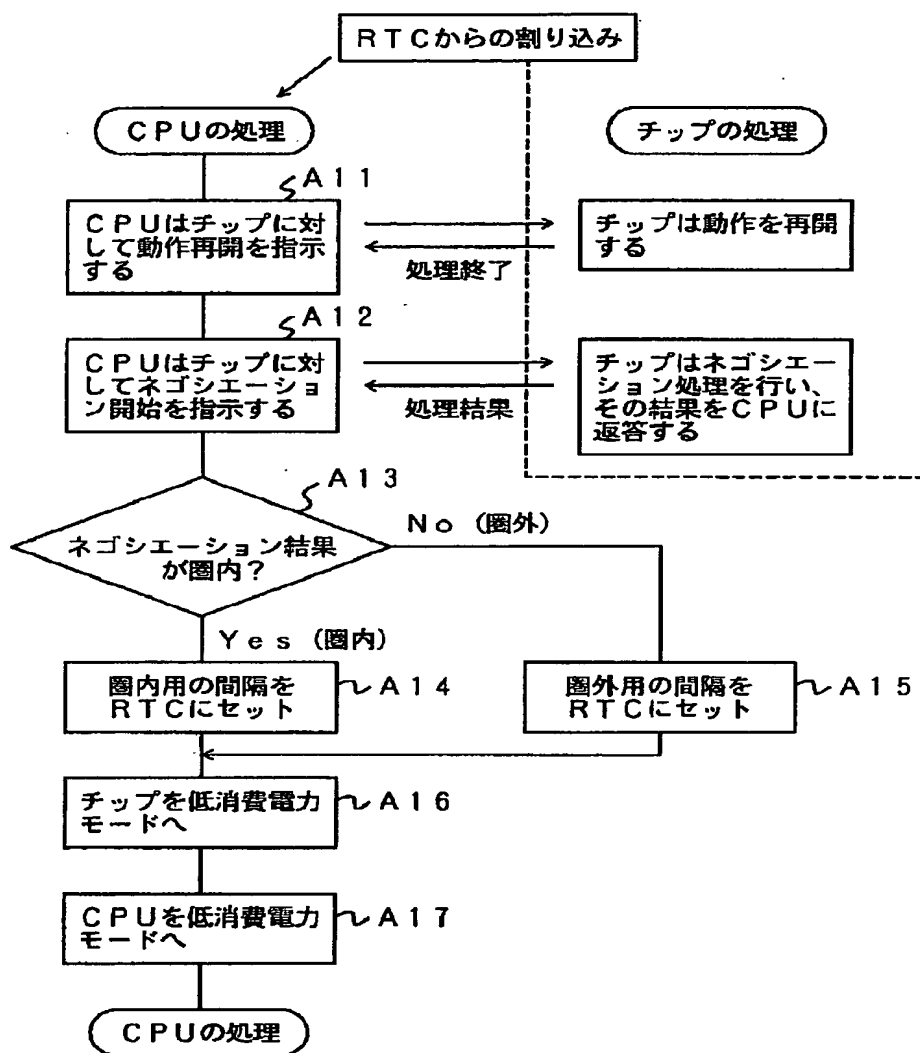 RTCからの割り込み
CPUの処理
チップの処理
A11
CPUはチップに対
して動作再開を指示
する
チップは動作を再開
する
処理終了
A12
CPUはチップに対
してネゴシエーショ
ン開始を指示する
チップはネゴシエー
ション処理を行い、
その結果をCPUに
返答する
処理結果
A13
ネゴシエーション結果
が圏内?
No(圏外)
Yes(圏内)
圏内用の間隔を
RTCにセット
A14
圏外用の間隔を
RTCにセット
A15
チップを低消費電力
モードへ
A16
CPUを低消費電力
モードへ
A17
CPUの処理